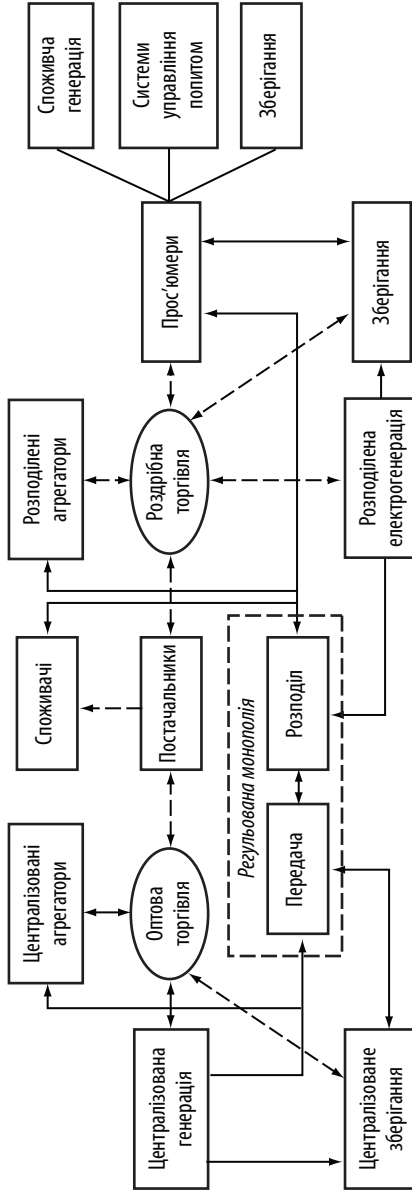 Централізовані
агрегатори
Споживачі
Розподілені
агрегатори
Споживча
генерація
Централізована
генерація
Оптова
торгівля
Постачальники
Роздрібна
торгівля
Прос’юмери
Системи
управління
попитом
Зберігання
Регульована монополія
Передача
Розподіл
Централізоване
зберігання
Розподілена
електрогенерація
Зберігання